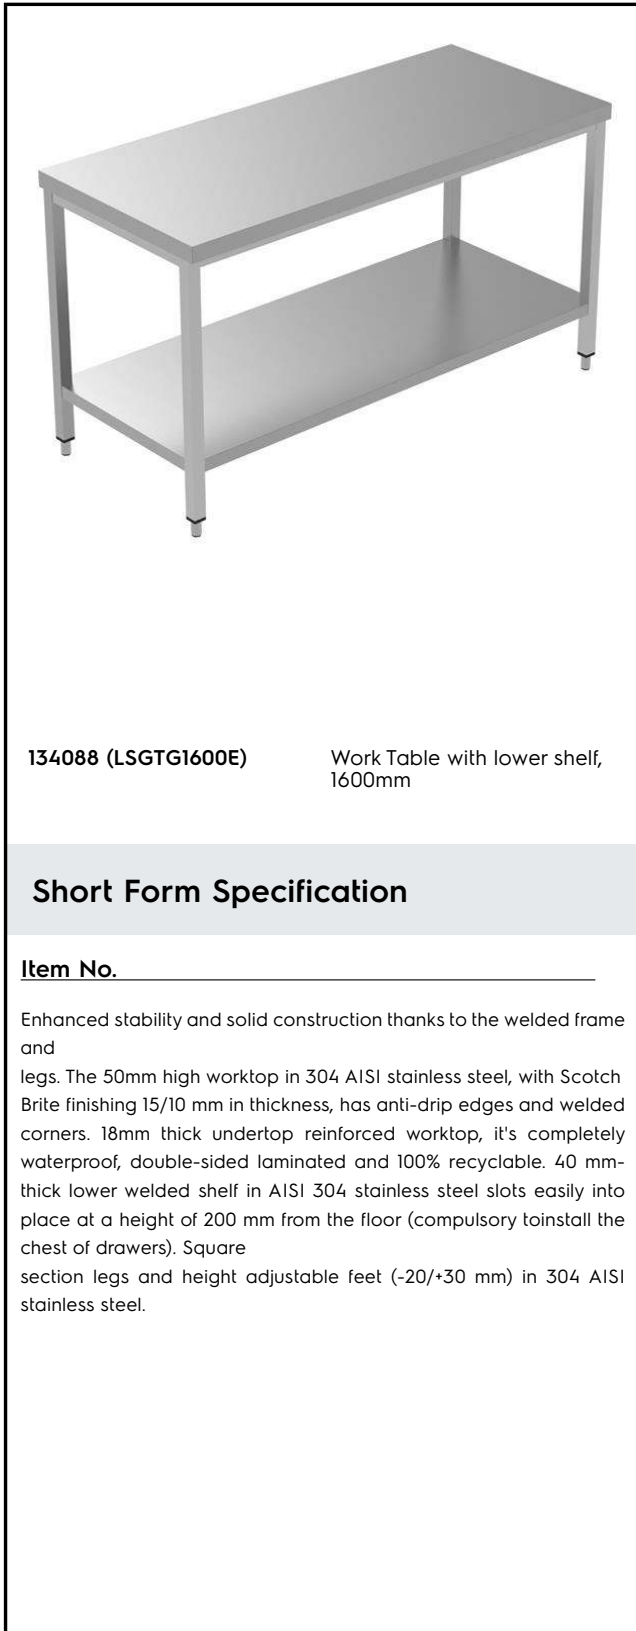 134088 (LSGTG1600E)
Work Table with lower shelf,
1600mm
Short Form Specification
Item No.
Enhanced stability and solid construction thanks to the welded frame
and
legs. The 50mm high worktop in 304 AISI stainless steel, with Scotch
Brite finishing 15/10 mm in thickness, has anti-drip edges and welded
corners. 18mm thick undertop reinforced worktop, it's completely
waterproof, double-sided laminated and 100% recyclable. 40 mm-
thick lower welded shelf in AISI 304 stainless steel slots easily into
place at a height of 200 mm from the floor (compulsory toinstall the
chest of drawers). Square
section legs and height adjustable feet (-20/+30 mm) in 304 AISI
stainless steel.